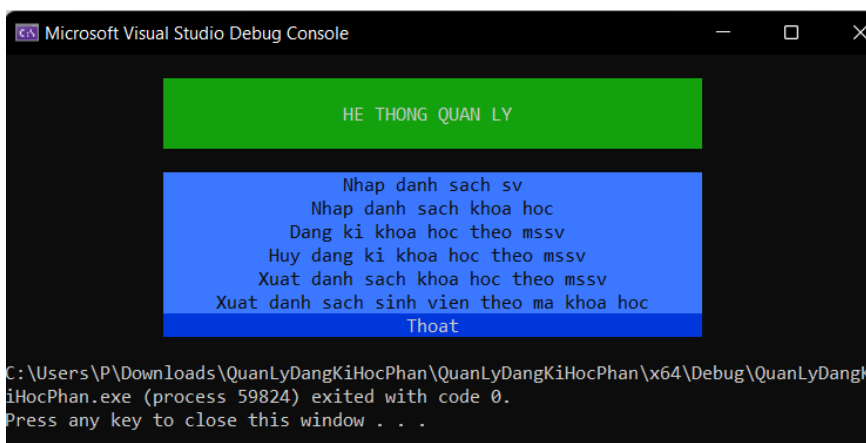 Microsoft Visual Studio Debug Console
HE THONG QUAN LY
Nhap danh sach sv
Nhap danh sach khoa hoc
Dang ki khoa hoc theo mssv
Huy dang ki khoa hoc theo mssv
Xuat danh sach khoa hoc theo mssv
Xuat danh sach sinh vien theo ma khoa hoc
Thoat
C:\Users\P\Downloads\QuanLyDangKiHocPhan\QuanLyDangKiHocPhan\x64\Debug\QuanLyDangK
iHocPhan.exe (process 59824) exited with code 0.
Press any key to close this window . . .